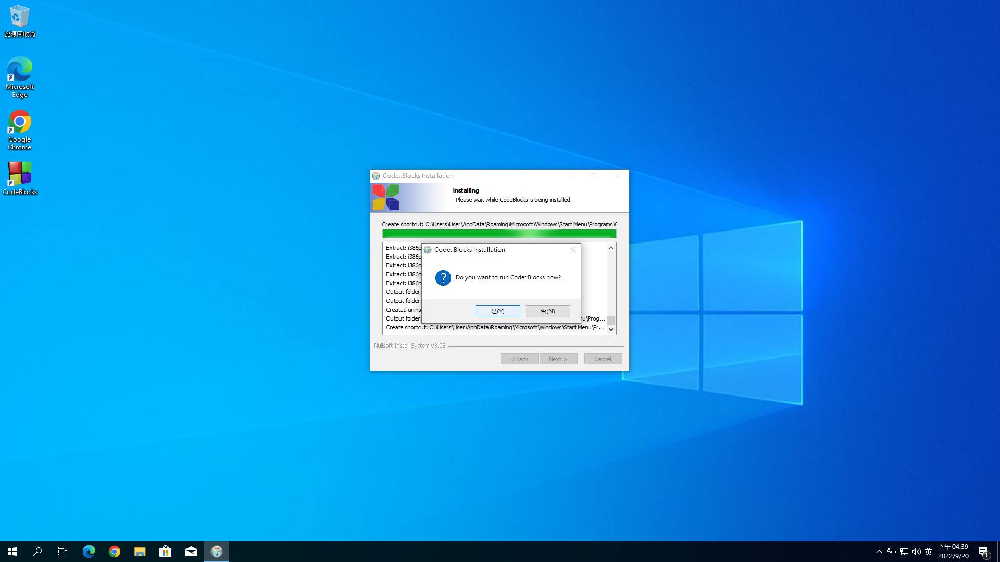 資源回收筒
Microsoft
Edge
Google
Chrome
CodeBlocks
Code::Blocks Installation
Installing
Please wait while CodeBlocks is being installed.
Create shortcut: C:\Users\User\AppData\Roaming\Microsoft\Windows\Start Menu\Programs\
Extract: i386p
Extract: i386p
Extract: i386p
Extract: i386p
Extract: i386p
Output folder:
Output folder:
Created unins
Output folder: nu\Prog...
Create shortcut: C:\Users\User\AppData\Roaming\Microsoft\Windows\Start Menu\Pr...
Code::Blocks Installation
Do you want to run Code::Blocks now?
是(Y) 否(N)
Nullsoft Install System v3.05
< Back Next > Cancel
英
下午 04:39
2022/9/20
1